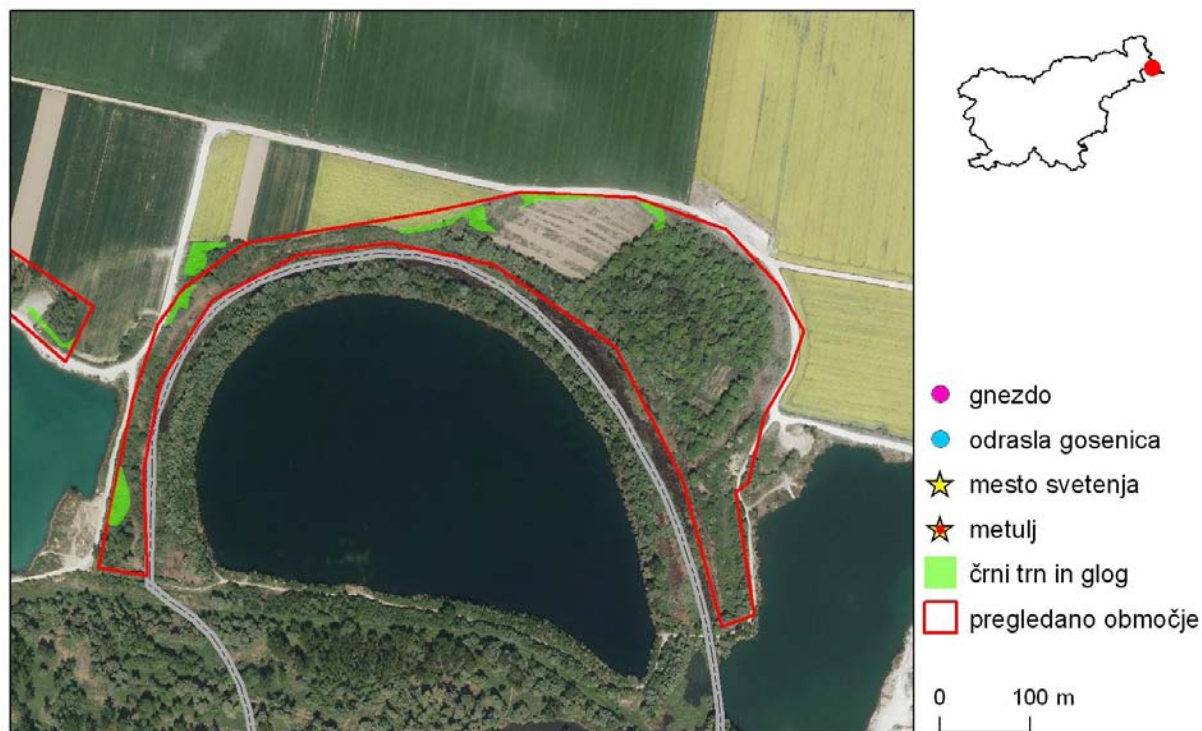 gnezdo
odrasla gosenica
mesto svetenja
metulj
črni trn in glog
pregledano območje
0 100 m